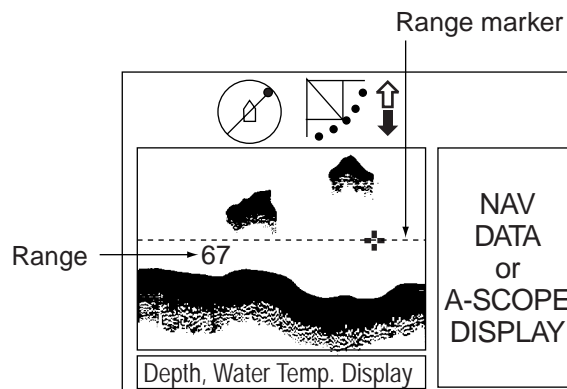 Range marker
Range
67
NAV
DATA
or
A-SCOPE
DISPLAY
Depth, Water Temp. Display